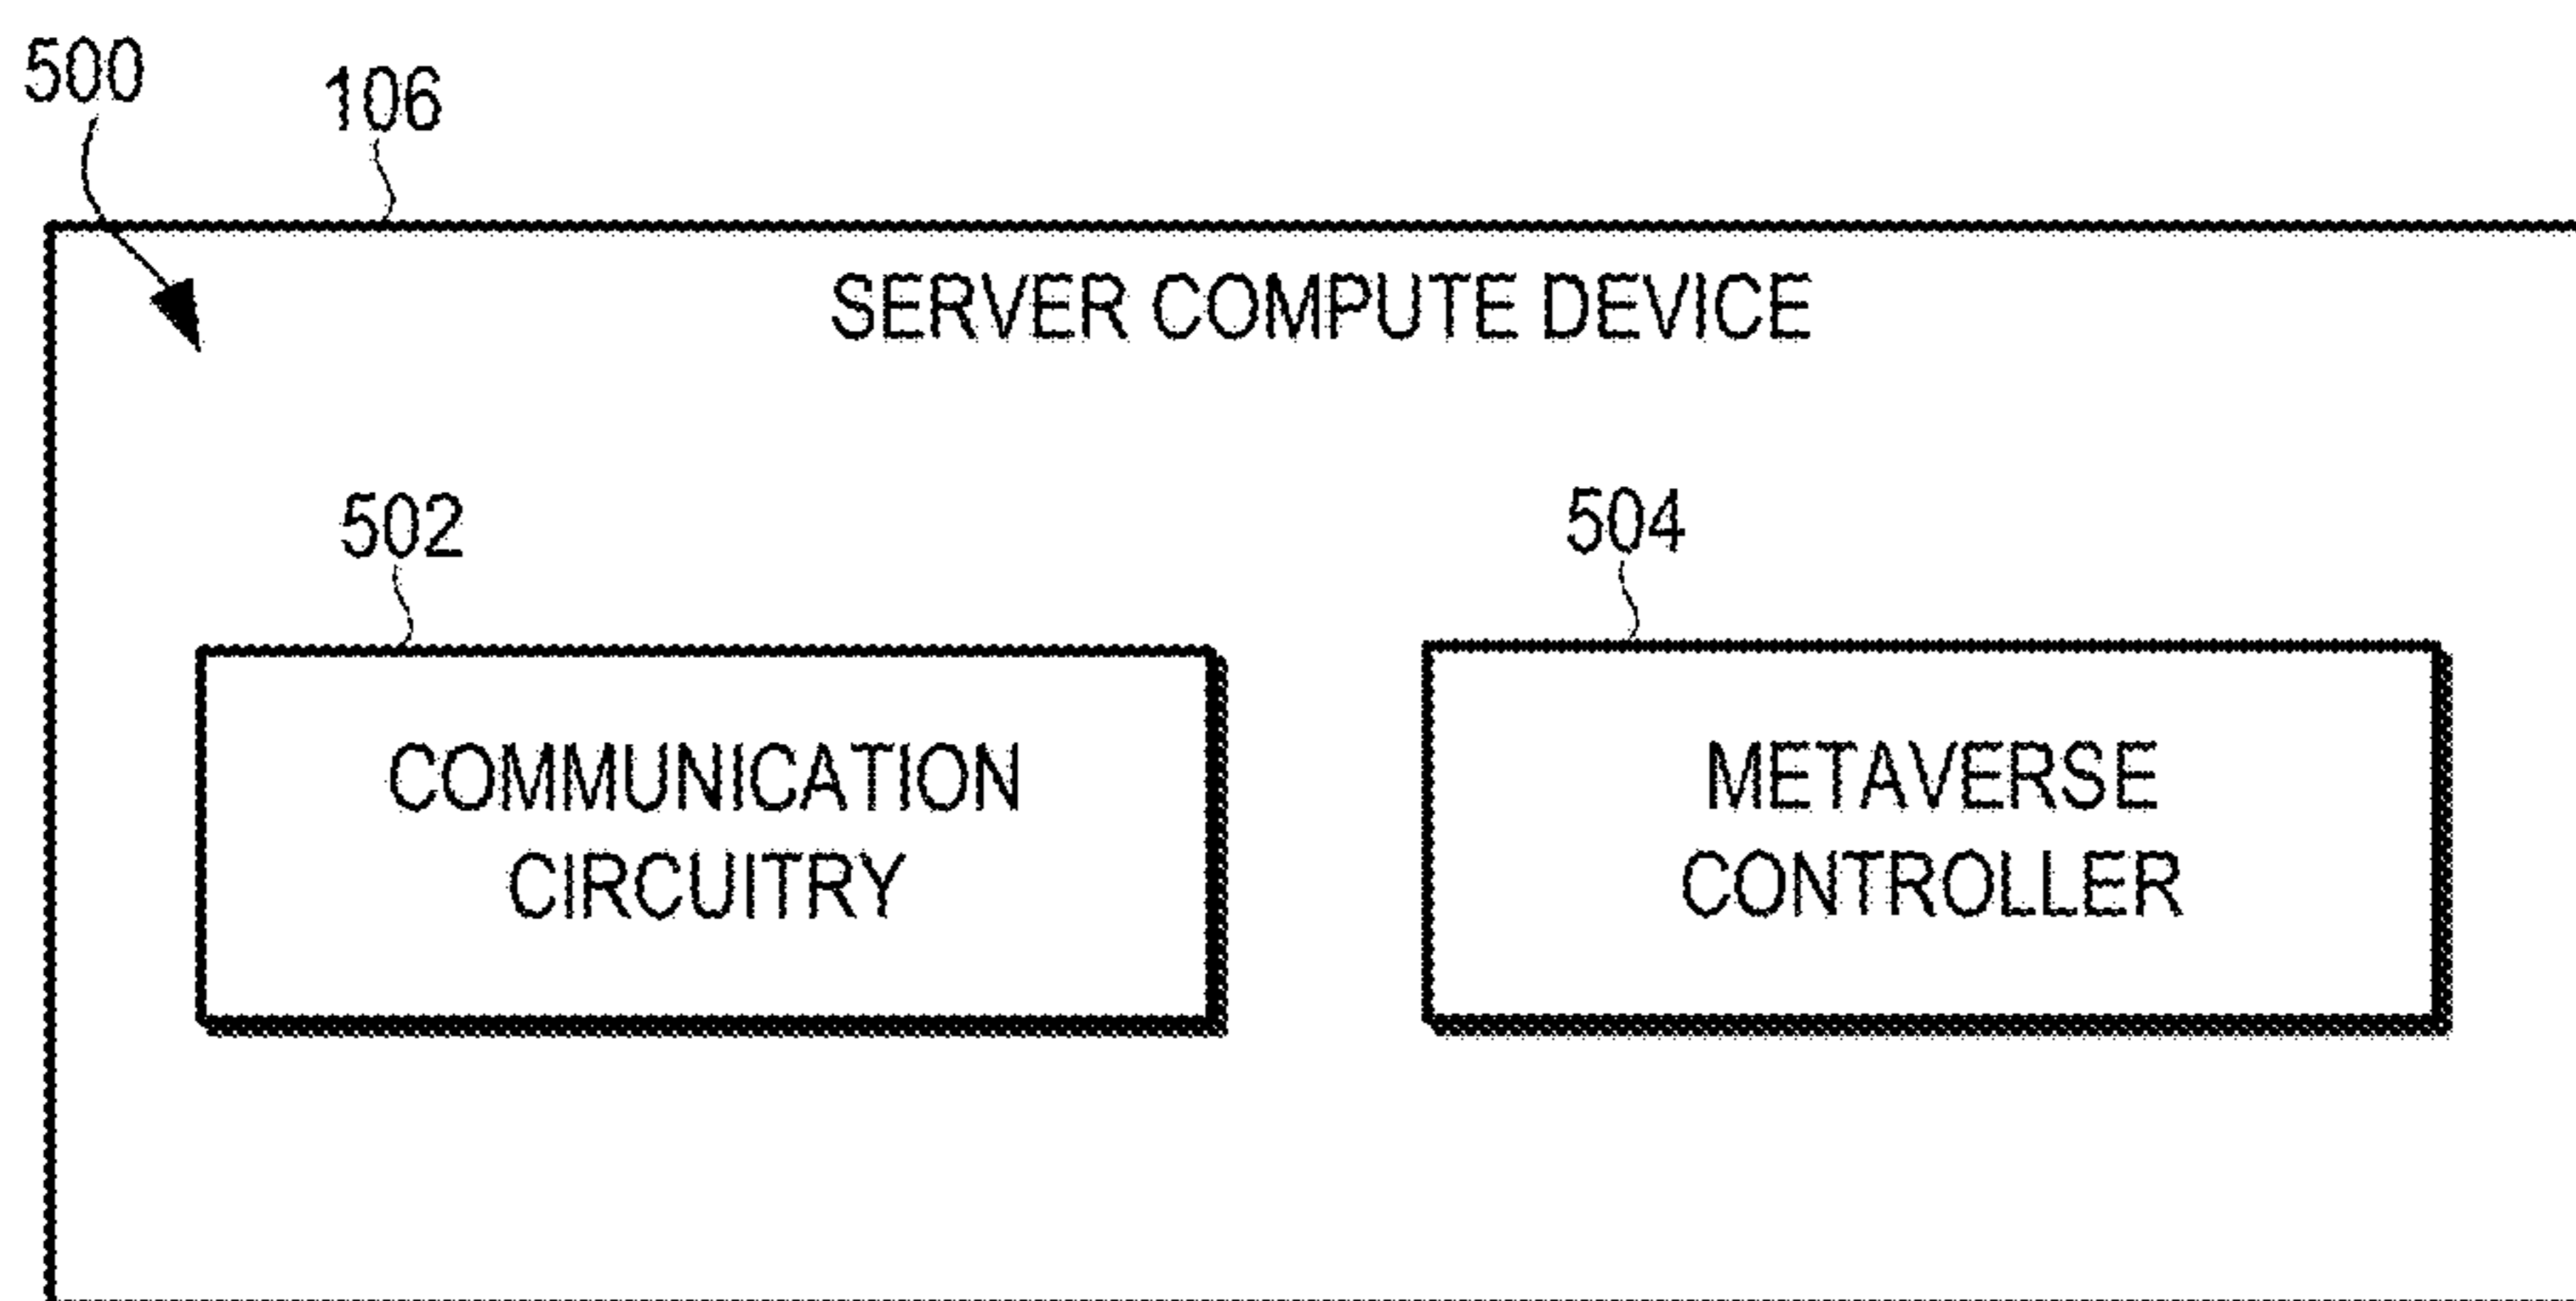 500
106
SERVER COMPUTE DEVICE
502
504
COMMUNICATION
CIRCUITRY
METAVERSE
CONTROLLER